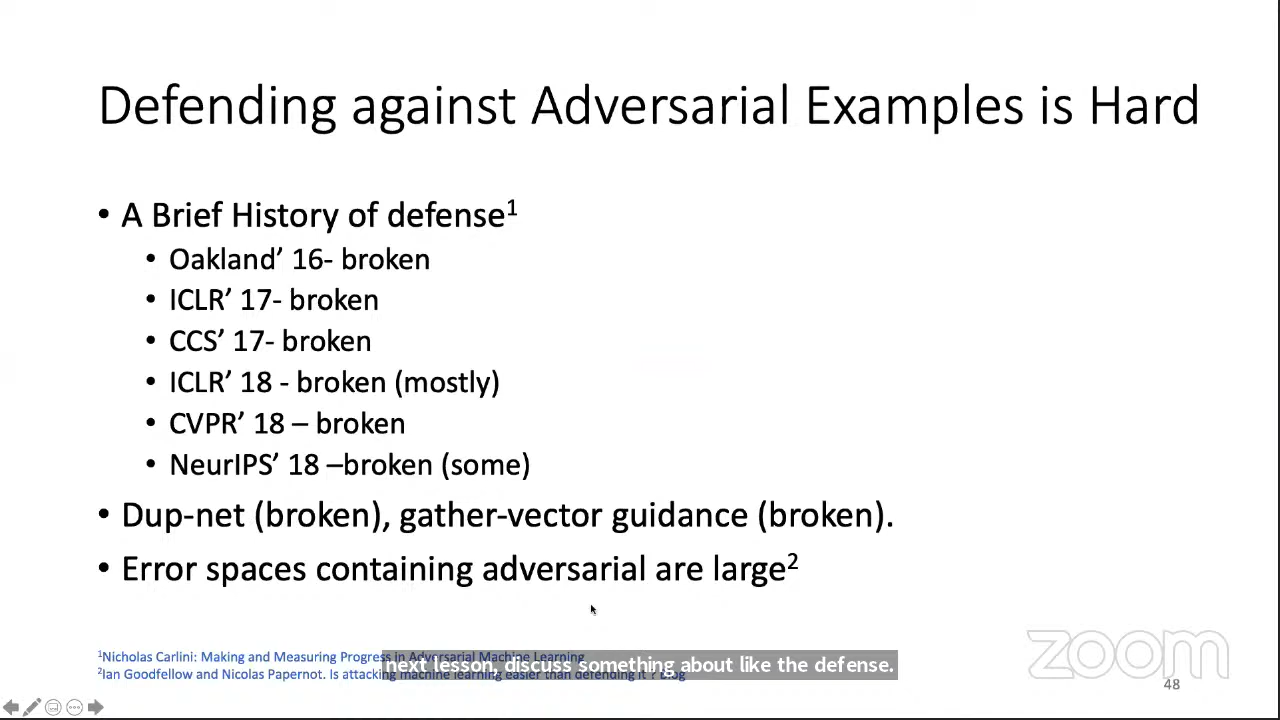 Defending against Adversarial Examples is Hard
• A Brief History of defense¹
• Oakland’ 16- broken
• ICLR’ 17- broken
• CCS’ 17- broken
• ICLR’ 18 - broken (mostly)
• CVPR’ 18 – broken
• NeurIPS’ 18 –broken (some)
• Dup-net (broken), gather-vector guidance (broken).
• Error spaces containing adversarial are large²
¹Nicholas Carlini: Making and Measuring Progress in Adversarial Machine Learning
next lesson, discuss something about like the defense.
²Ian Goodfellow and Nicolas Papernot. Is attacking machine learning easier than defending it ? Blog
zoom
48